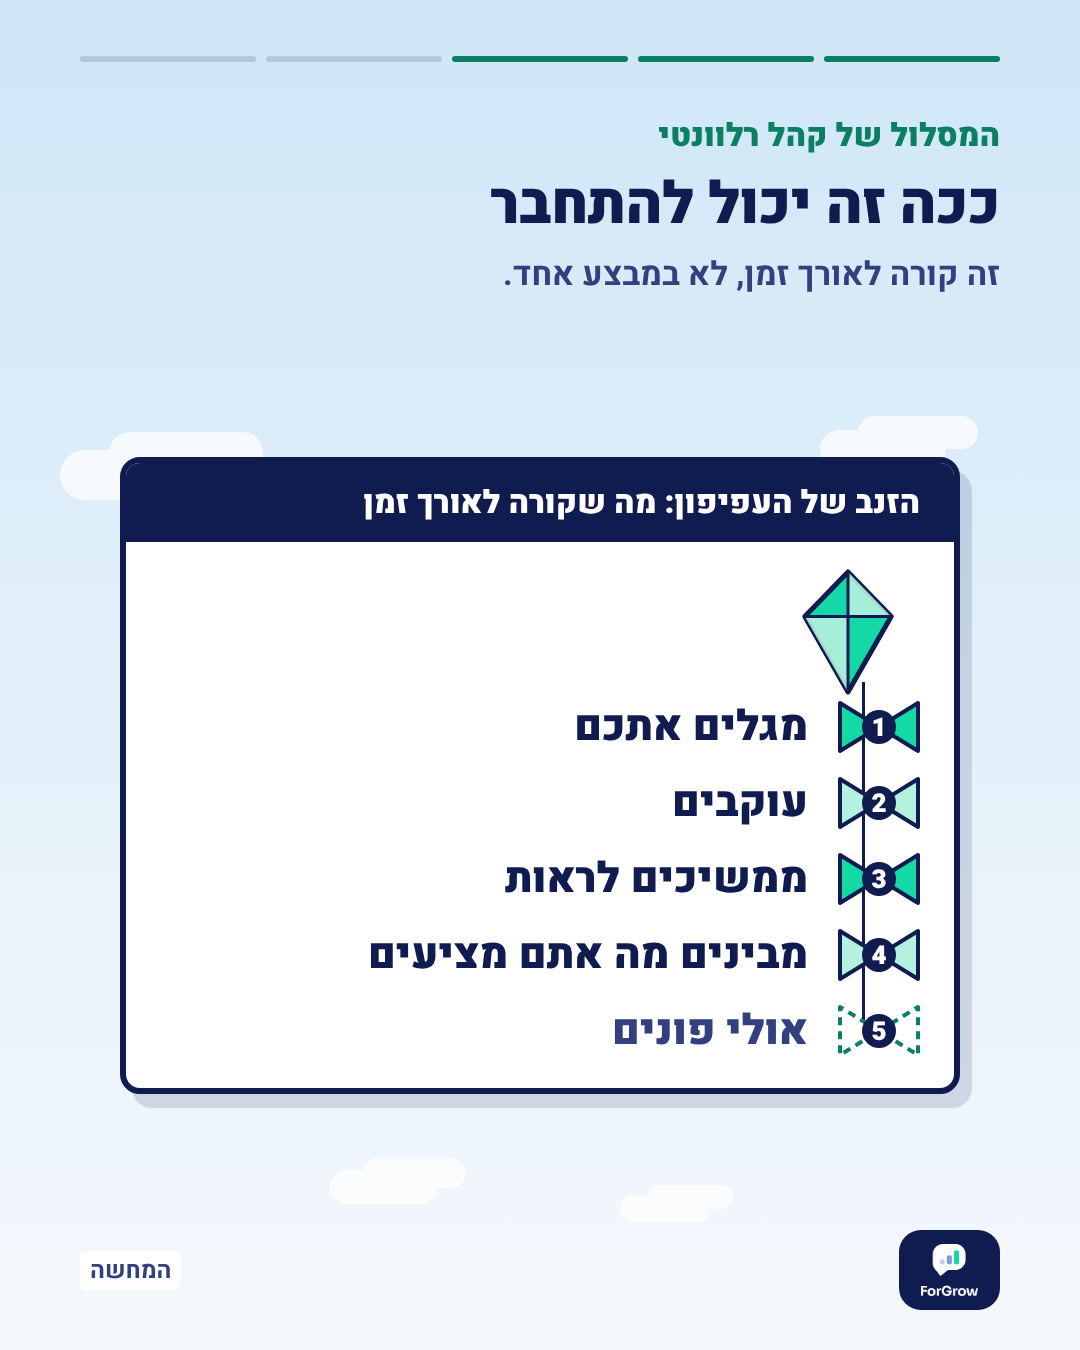 המסלול של קהל רלוונטי
ככה זה יכול להתחבר
זה קורה לאורך זמן, לא במבצע אחד.
הזנב של העפיפון: מה שקורה לאורך זמן
1 מגלים אתכם
2 עוקבים
3 ממשיכים לראות
4 מבינים מה אתם מציעים
5 אולי פונים
המחשה
ForGrow